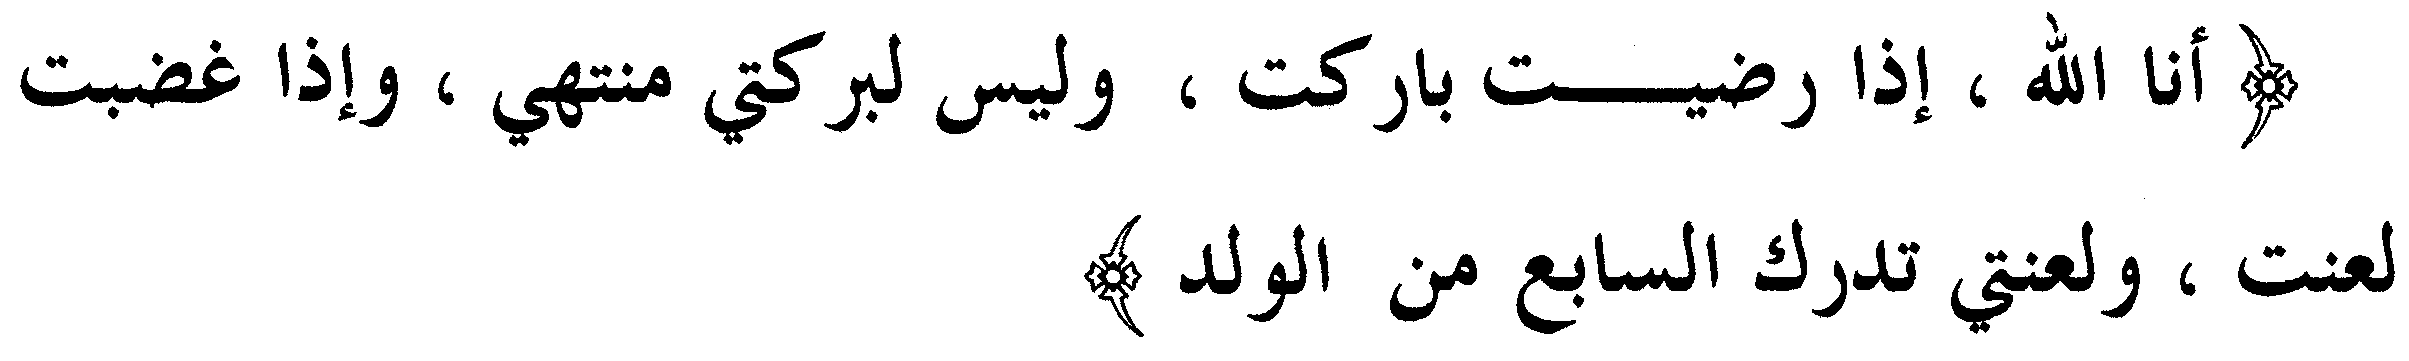 ﴿ أنا الله ، إذا رضيـــــت باركت ، وليس لبركتي منتهي ، وإذا غضبت
لعنت ، ولعنتي تدرك السابع من الولد ﴾